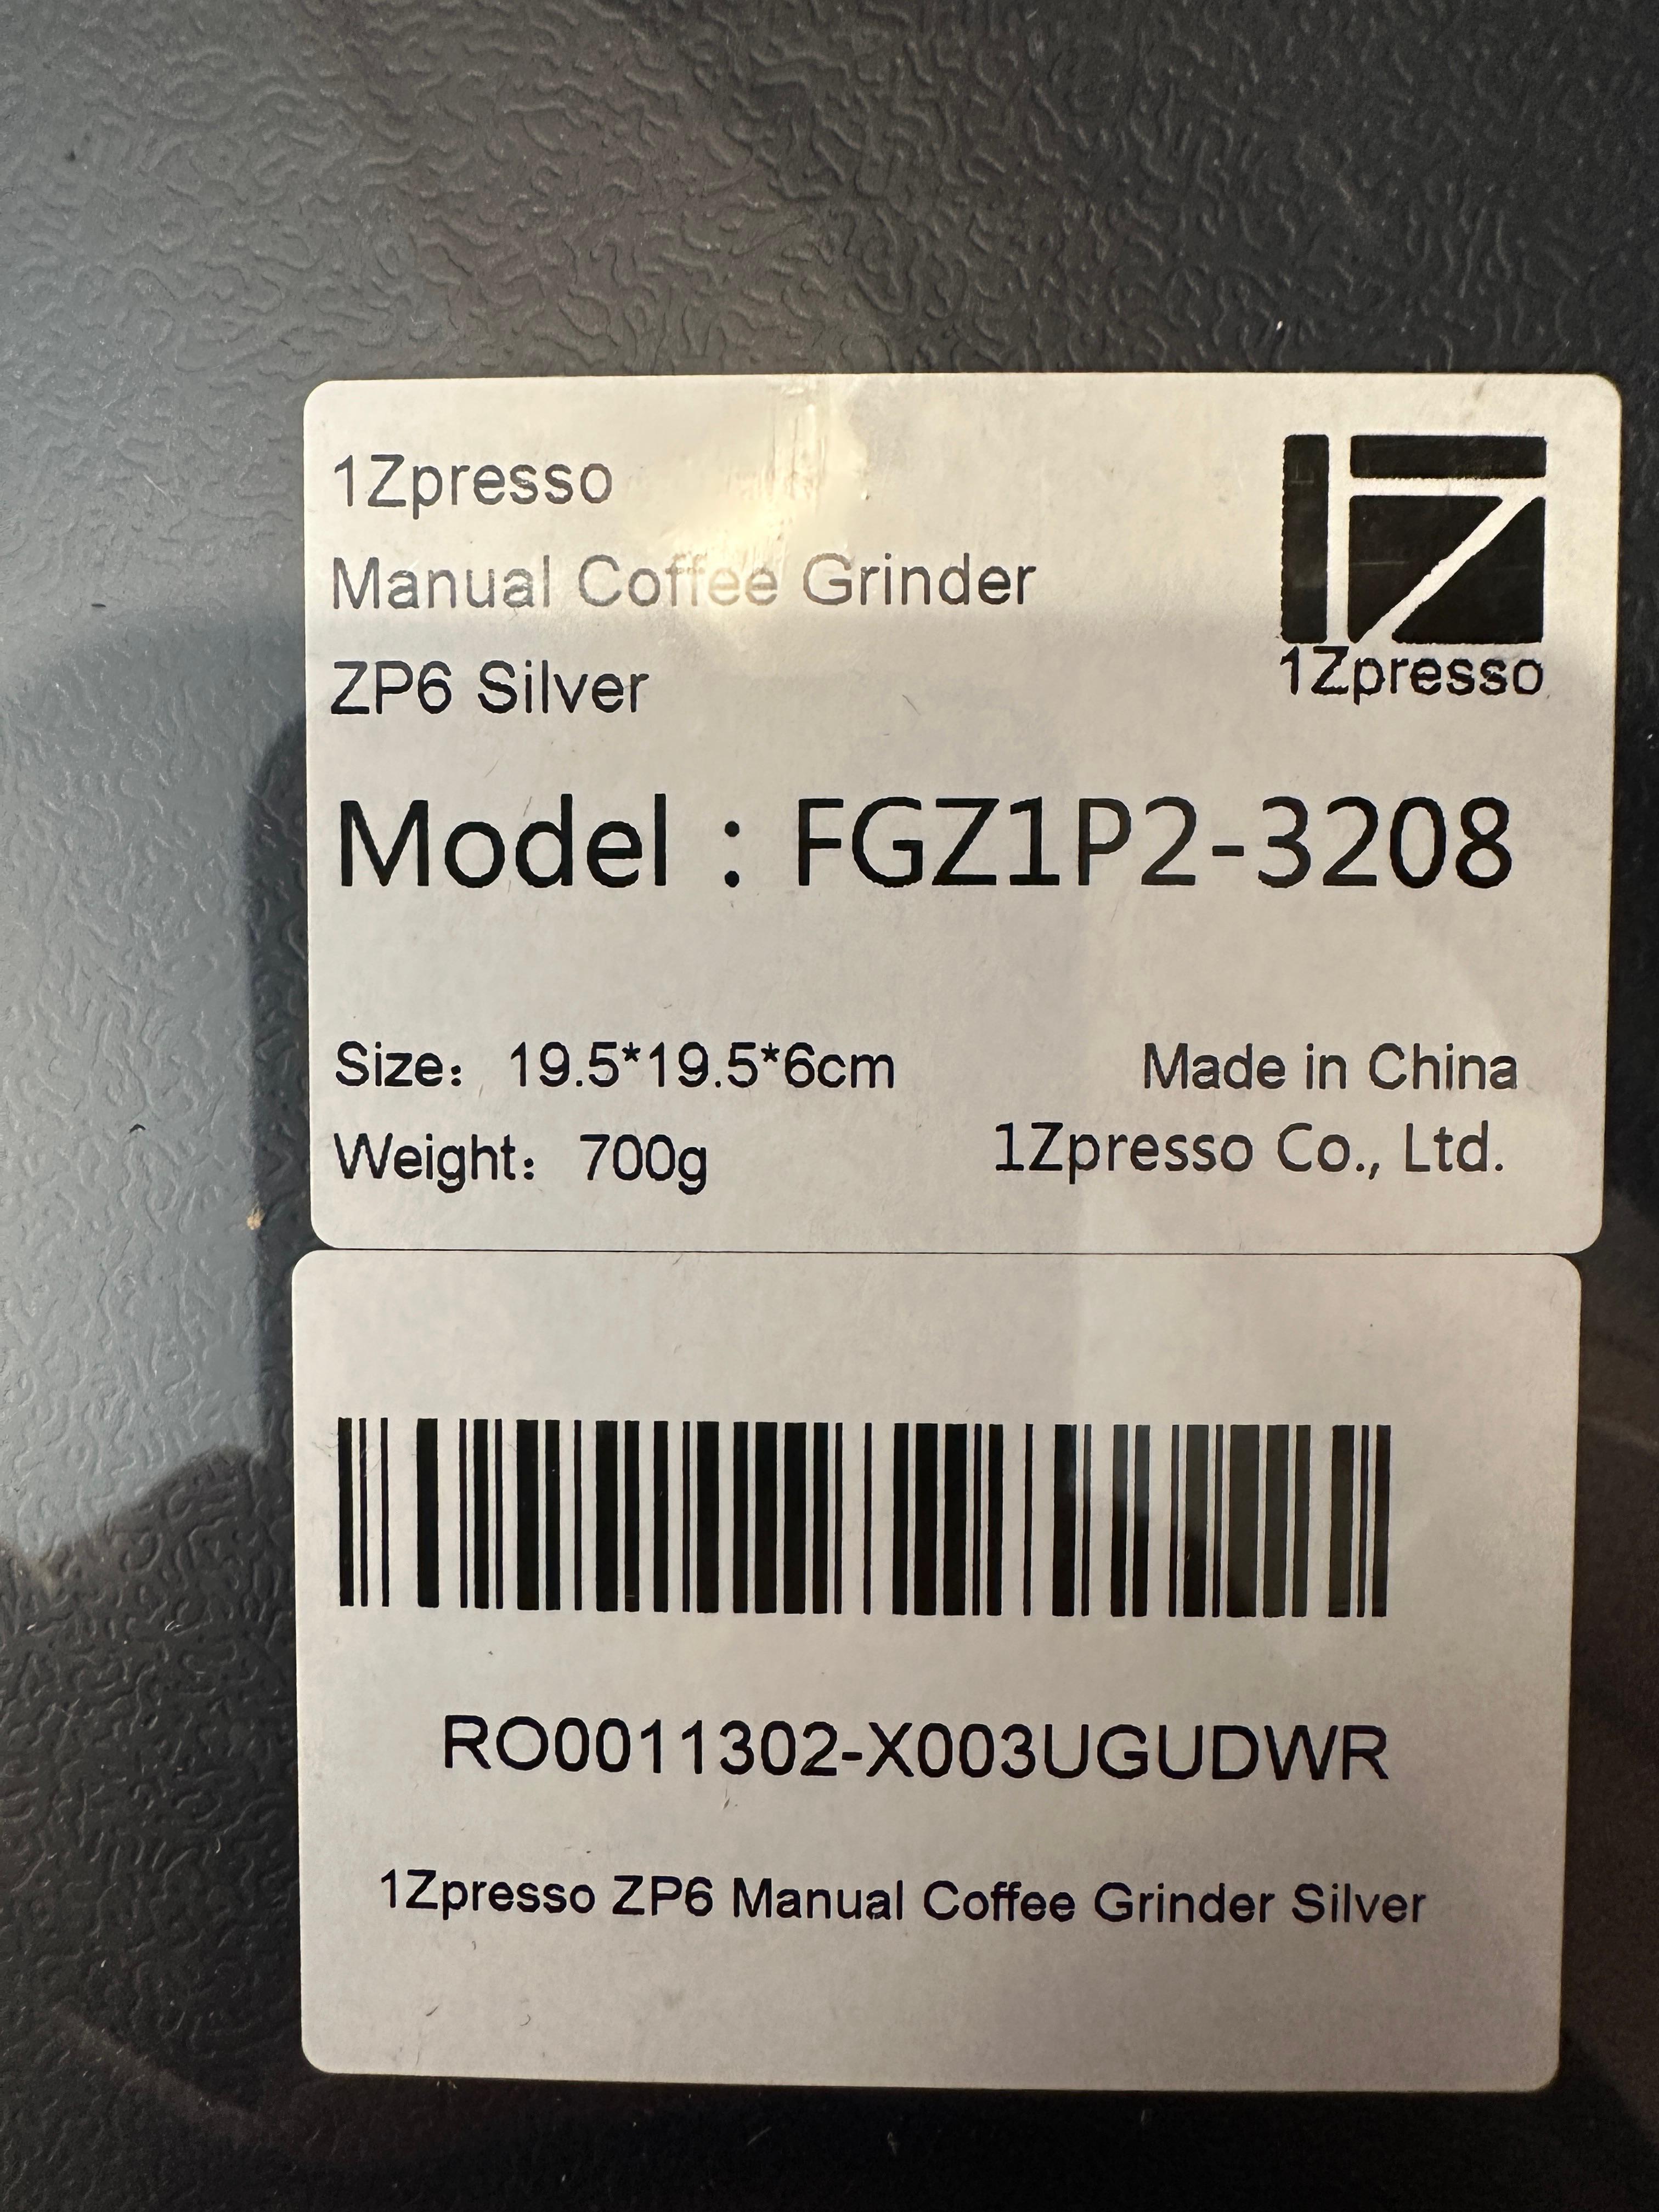 1Zpresso
Manual Coffee Grinder
ZP6 Silver
1Zpresso
Model : FGZ1P2-3208
Size: 19.5*19.5*6cm
Weight: 700g
Made in China
1Zpresso Co., Ltd.
RO0011302-X003UGUDWR
1Zpresso ZP6 Manual Coffee Grinder Silver